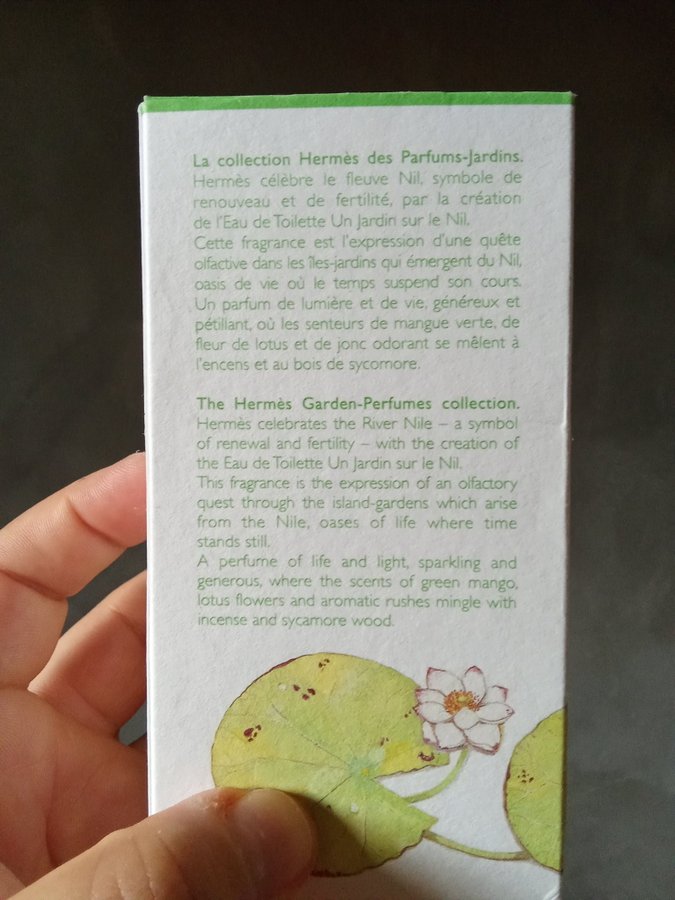 La collection Hermès des Parfums-Jardins.
Hermès célèbre le fleuve Nil, symbole de
renouveau et de fertilité, par la création
de l'Eau de Toilette Un Jardin sur le Nil.
Cette fragrance est l'expression d'une quête
olfactive dans les îles-jardins qui émergent du Nil,
oasis de vie où le temps suspend son cours.
Un parfum de lumière et de vie, généreux et
pétillant, où les senteurs de mangue verte, de
fleur de lotus et de jonc odorant se mêlent à
l'encens et au bois de sycomore.
The Hermès Garden-Perfumes collection.
Hermès celebrates the River Nile – a symbol
of renewal and fertility – with the creation of
the Eau de Toilette Un Jardin sur le Nil.
This fragrance is the expression of an olfactory
quest through the island-gardens which arise
from the Nile, oases of life where time
stands still.
A perfume of life and light, sparkling and
generous, where the scents of green mango,
lotus flowers and aromatic rushes mingle with
incense and sycamore wood.